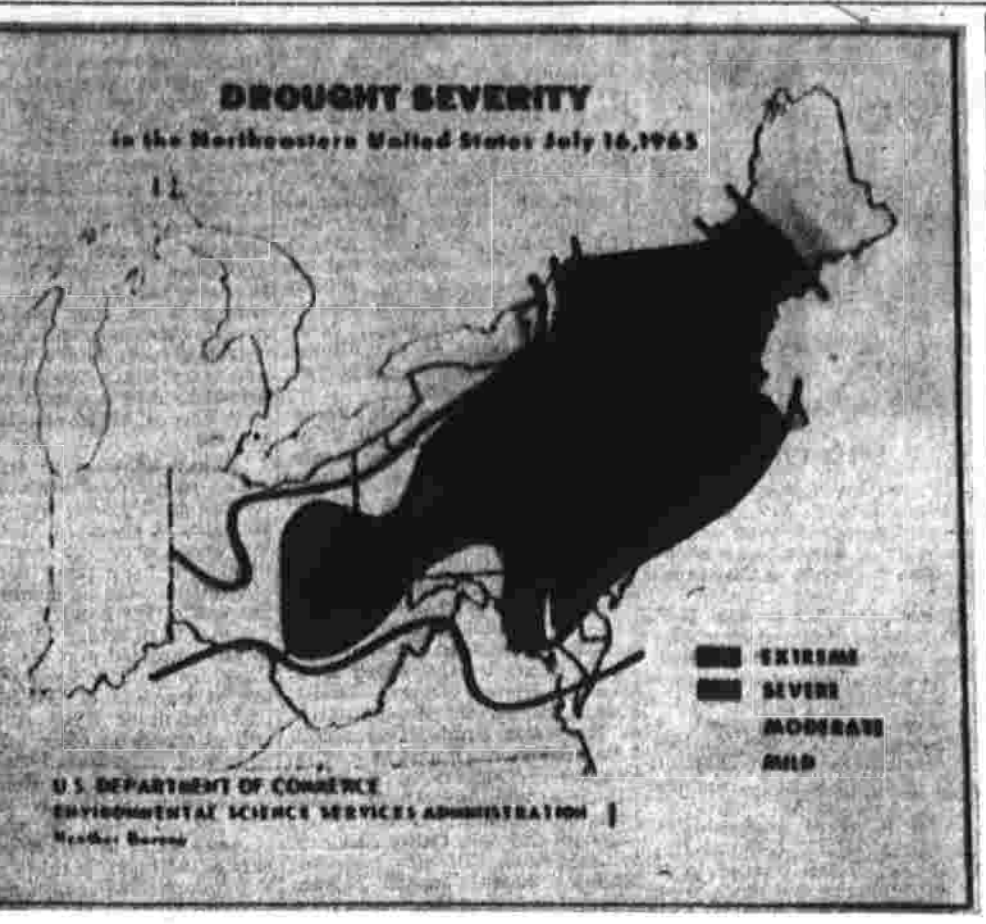 DROUGHT SEVERITY
in the Northeastern United States July 16, 1965
EXTREME
SEVERE
MODERATE
MILD
U.S. DEPARTMENT OF COMMERCE
ENVIRONMENTAL SCIENCE SERVICES ADMINISTRATION
Weather Bureau